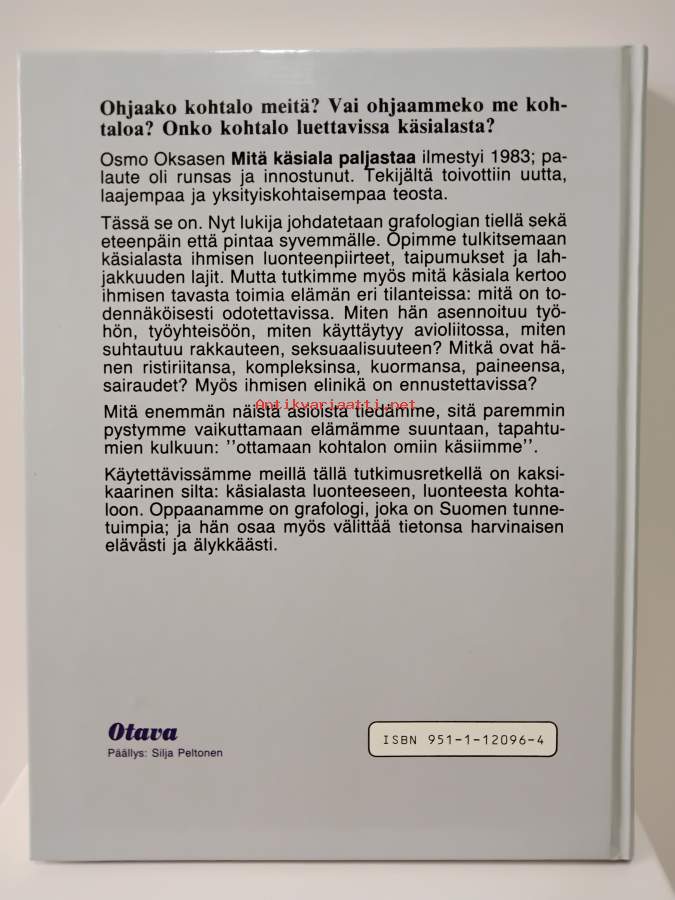 Ohjaako kohtalo meitä? Vai ohjaammeko me koh-
taloa? Onko kohtalo luettavissa käsialasta?
Osmo Oksasen Mitä käsiala paljastaa ilmestyi 1983; pa-
laute oli runsas ja innostunut. Tekijältä toivottiin uutta,
laajempaa ja yksityiskohtaisempaa teosta.
Tässä se on. Nyt lukija johdatetaan grafologian tiellä sekä
eteenpäin että pintaa syvemmälle. Opimme tulkitsemaan
käsialasta ihmisen luonteenpiirteet, taipumukset ja lah-
jakkuuden lajit. Mutta tutkimme myös mitä käsiala kertoo
ihmisen tavasta toimia elämän eri tilanteissa: mitä on to-
dennäköisesti odotettavissa. Miten hän asennoituu työ-
hön, työyhteisöön, miten käyttäytyy avioliitossa, miten
suhtautuu rakkauteen, seksuaalisuuteen? Mitkä ovat hä-
nen ristiriitansa, kompleksinsa, kuormansa, paineensa,
sairaudet? Myös ihmisen elinikä on ennustettavissa?
Antikvariaatti.net
Mitä enemmän näistä asioista tiedämme, sitä paremmin
pystymme vaikuttamaan elämämme suuntaan, tapahtu-
mien kulkuun: ''ottamaan kohtalon omiin käsiimme''.
Käytettävissämme meillä tällä tutkimusretkellä on kaksi-
kaarinen silta: käsialasta luonteeseen, luonteesta kohta-
loon. Oppaanamme on grafologi, joka on Suomen tunne-
tuimpia; ja hän osaa myös välittää tietonsa harvinaisen
elävästi ja älykkäästi.
Otava
Päällys: Silja Peltonen
ISBN 951-1-12096-4